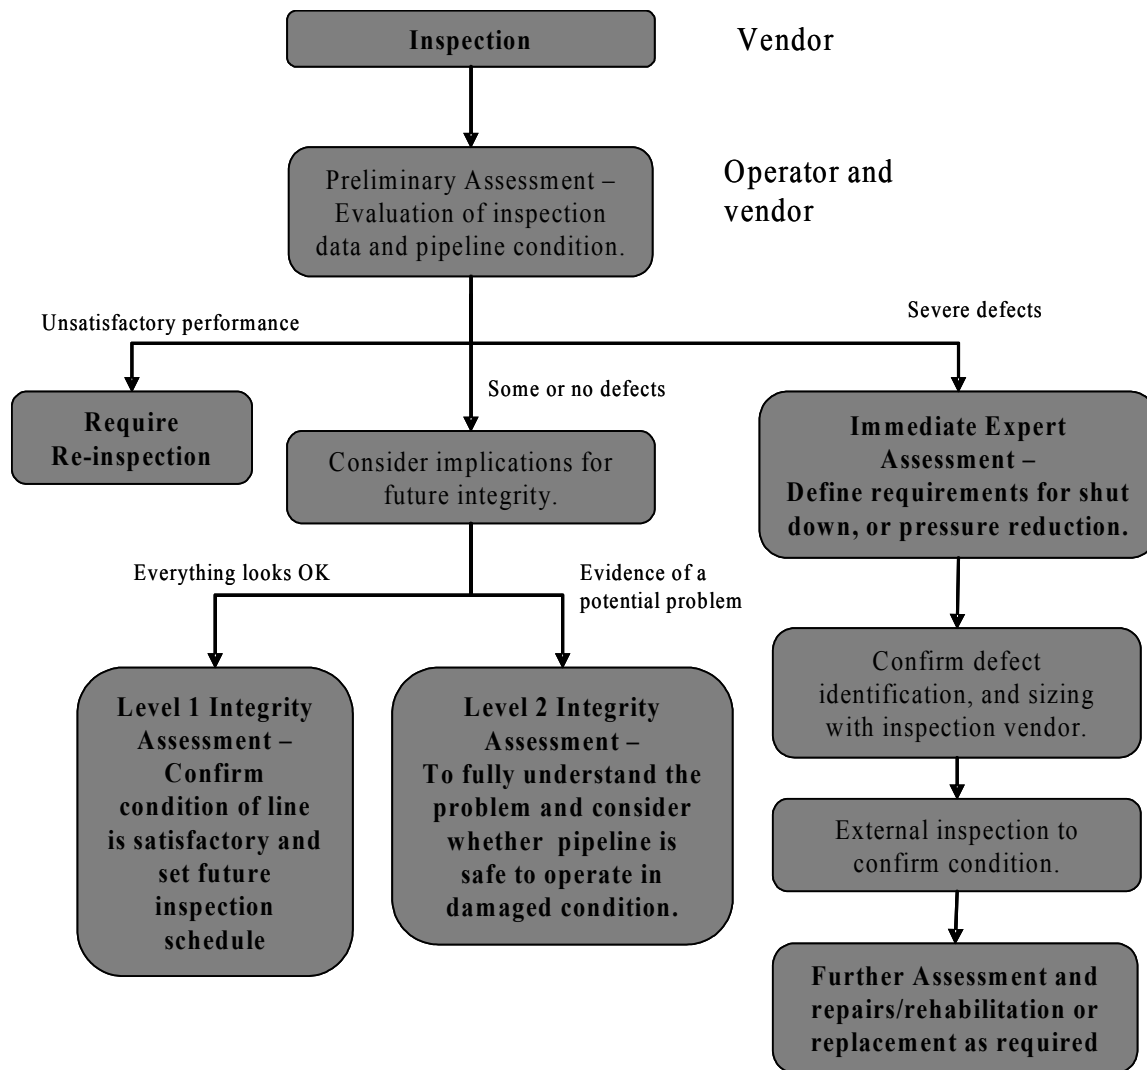 Inspection
Vendor
Preliminary Assessment –
Evaluation of inspection
data and pipeline condition.
Operator and
vendor
Unsatisfactory performance
Severe defects
Some or no defects
Require
Re-inspection
Consider implications for
future integrity.
Immediate Expert
Assessment –
Define requirements for shut
down, or pressure reduction.
Everything looks OK
Evidence of a
potential problem
Level 1 Integrity
Assessment –
Confirm
condition of line
is satisfactory and
set future
inspection
schedule
Level 2 Integrity
Assessment –
To fully understand the
problem and consider
whether pipeline is
safe to operate in
damaged condition.
Confirm defect
identification, and sizing
with inspection vendor.
External inspection to
confirm condition.
Further Assessment and
repairs/rehabilitation or
replacement as required